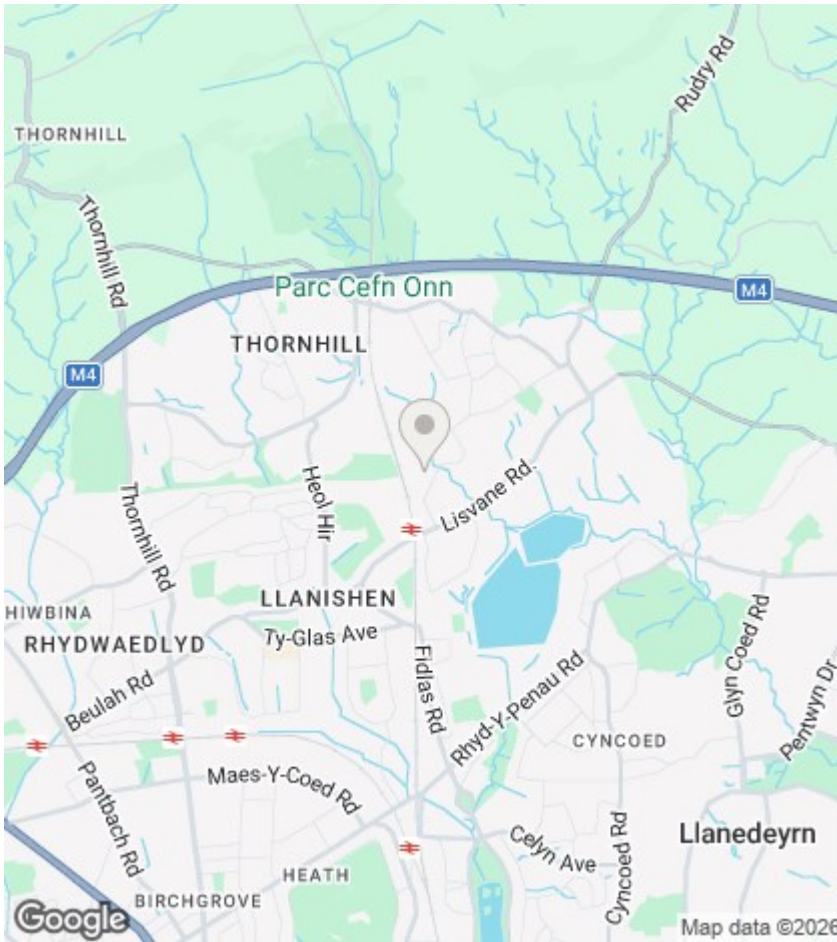 Rudry Rd
THORNHILL
Thornhill Rd
Parc Cefn Onn
M4
THORNHILL
M4
Heol Hir
Lisvane Rd.
Thornhill Rd
LLANISHEN
HIWBINA
RHYDWAEDLYD
Ty-Glas Ave
Fidlas Rd
Glyn Coed Rd
Beulah Rd
Rhyd-Y-Penau Rd
Pentwyn Dr
CYNCOED
Maes-Y-Coed Rd
Pantbach Rd
Celyn Ave
Llanedeyrn
Cyncoed Rd
HEATH
BIRCHGROVE
Google
Map data ©2026